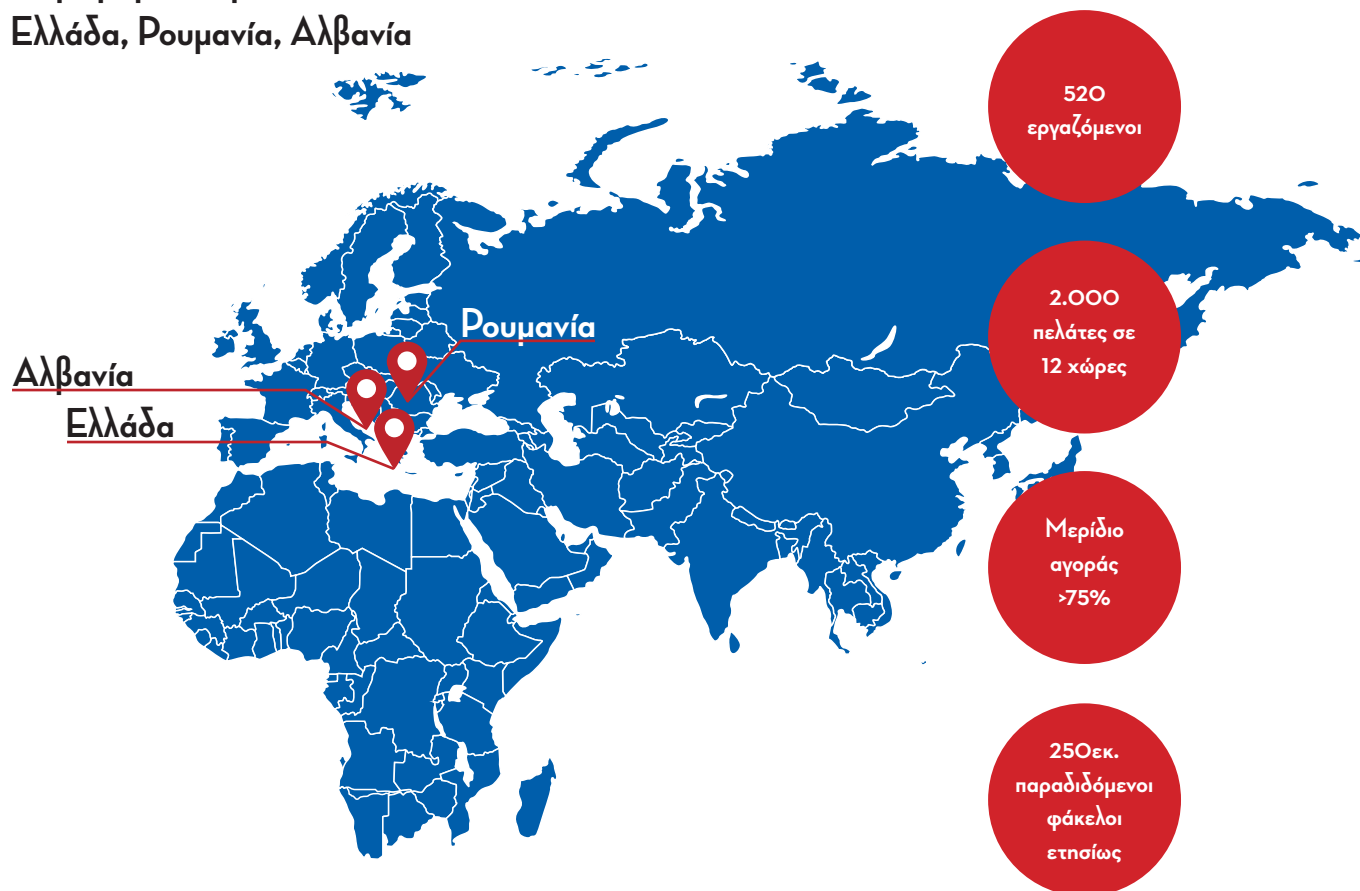 Ελλάδα, Ρουμανία, Αλβανία
520
εργαζόμενοι
2.000
πελάτες σε
12 χώρες
Ρουμανία
Αλβανία
Ελλάδα
Μερίδιο
αγοράς
>75%
250εκ.
παραδιδόμενοι
φάκελοι
ετησίως